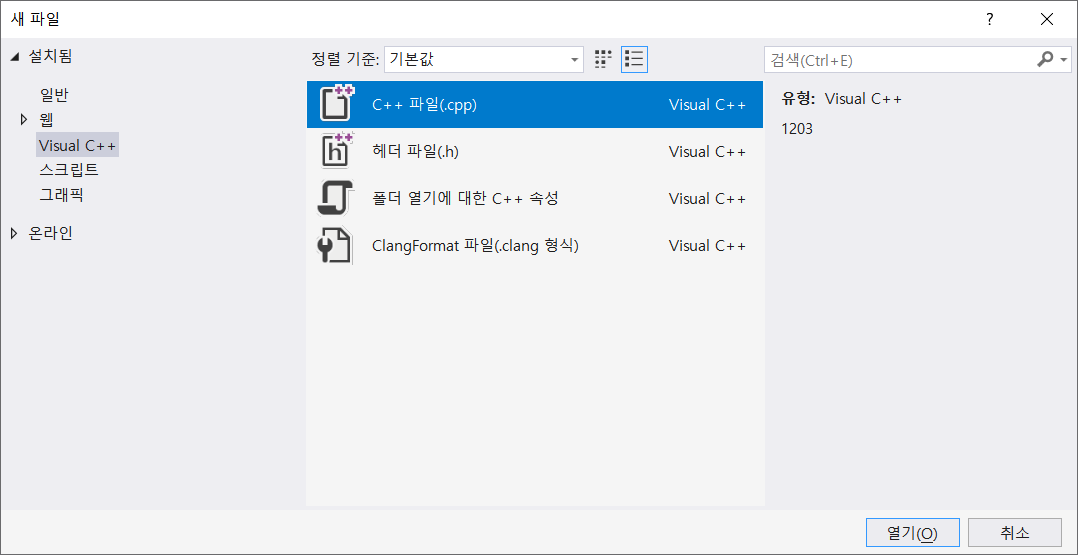 새 파일
?
설치됨
일반
웹
Visual C++
스크립트
그래픽
온라인
정렬 기준: 기본값
C++ 파일(.cpp) Visual C++
헤더 파일(.h) Visual C++
폴더 열기에 대한 C++ 속성 Visual C++
ClangFormat 파일(.clang 형식) Visual C++
검색(Ctrl+E)
유형: Visual C++
1203
열기(O) 취소